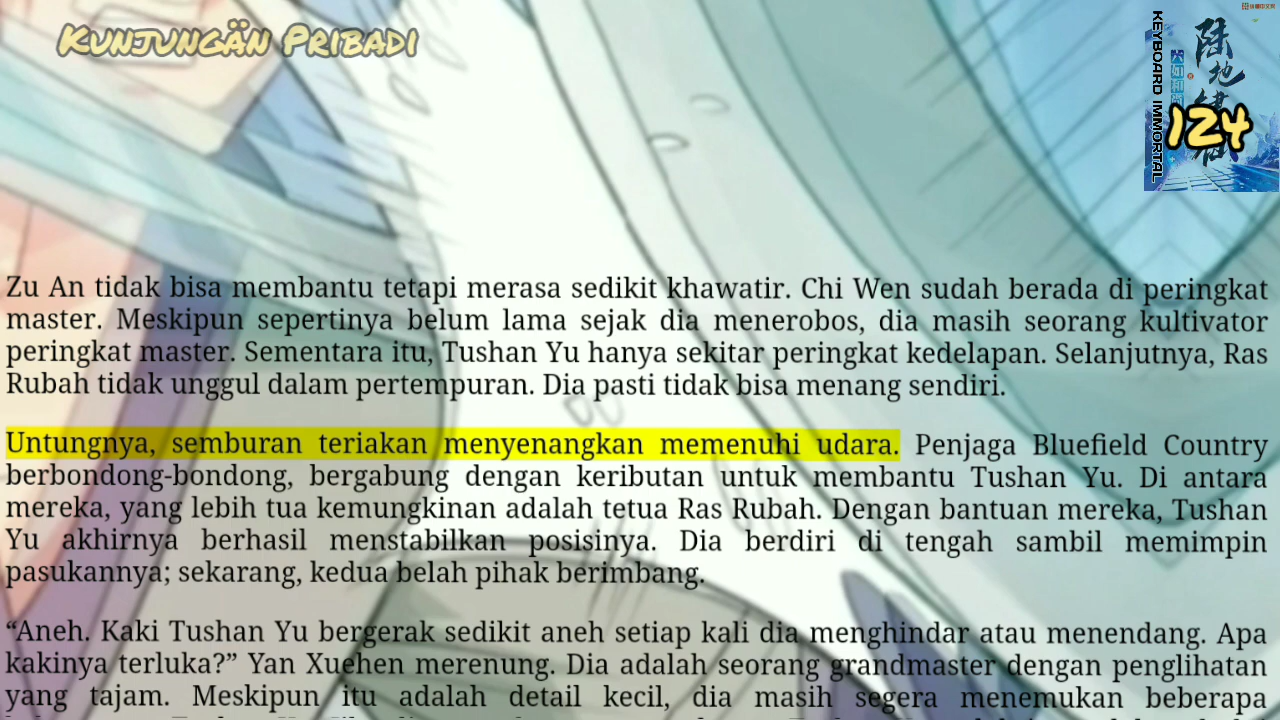 Kunjungän Pribadi
KEYBOARD IMMORTAL
陆地键仙
124
Zu An tidak bisa membantu tetapi merasa sedikit khawatir. Chi Wen sudah berada di peringkat
master. Meskipun sepertinya belum lama sejak dia menerobos, dia masih seorang kultivator
peringkat master. Sementara itu, Tushan Yu hanya sekitar peringkat kedelapan. Selanjutnya, Ras
Rubah tidak unggul dalam pertempuran. Dia pasti tidak bisa menang sendiri.
Untungnya, semburan teriakan menyenangkan memenuhi udara. Penjaga Bluefield Country
berbondong-bondong, bergabung dengan keributan untuk membantu Tushan Yu. Di antara
mereka, yang lebih tua kemungkinan adalah tetua Ras Rubah. Dengan bantuan mereka, Tushan
Yu akhirnya berhasil menstabilkan posisinya. Dia berdiri di tengah sambil memimpin
pasukannya; sekarang, kedua belah pihak berimbang.
“Aneh. Kaki Tushan Yu bergerak sedikit aneh setiap kali dia menghindar atau menendang. Apa
kakinya terluka?” Yan Xuehen merenung. Dia adalah seorang grandmaster dengan penglihatan
yang tajam. Meskipun itu adalah detail kecil, dia masih segera menemukan beberapa